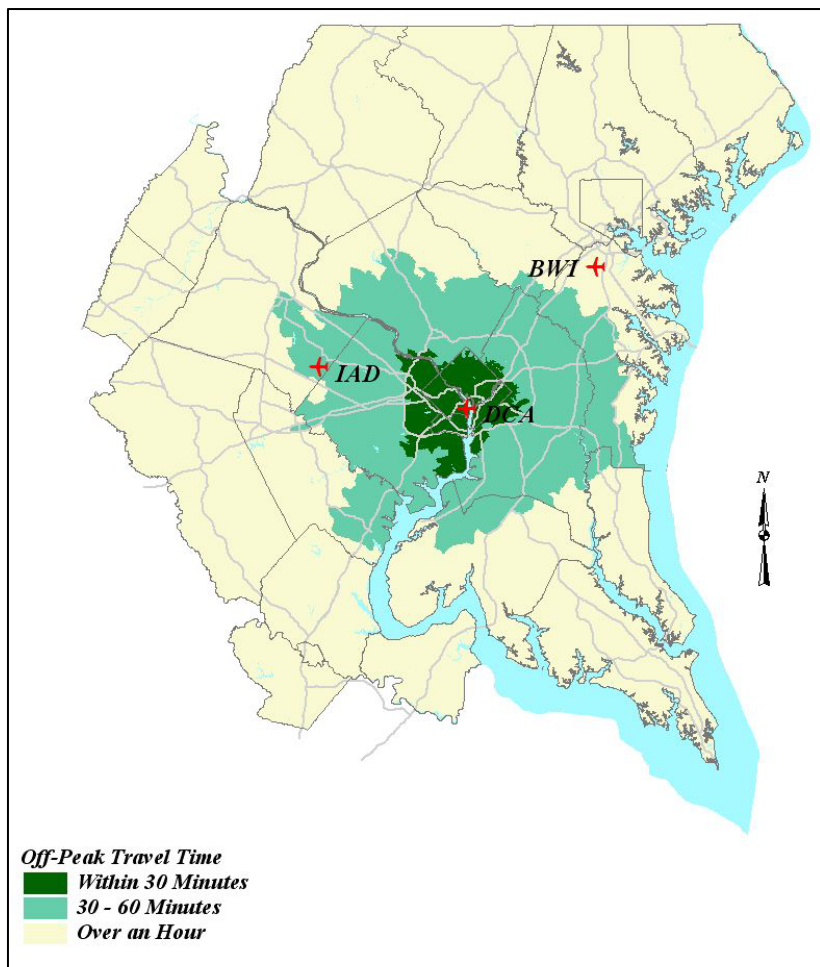 BWI
IAD
DCA
N
Off-Peak Travel Time
Within 30 Minutes
30 - 60 Minutes
Over an Hour